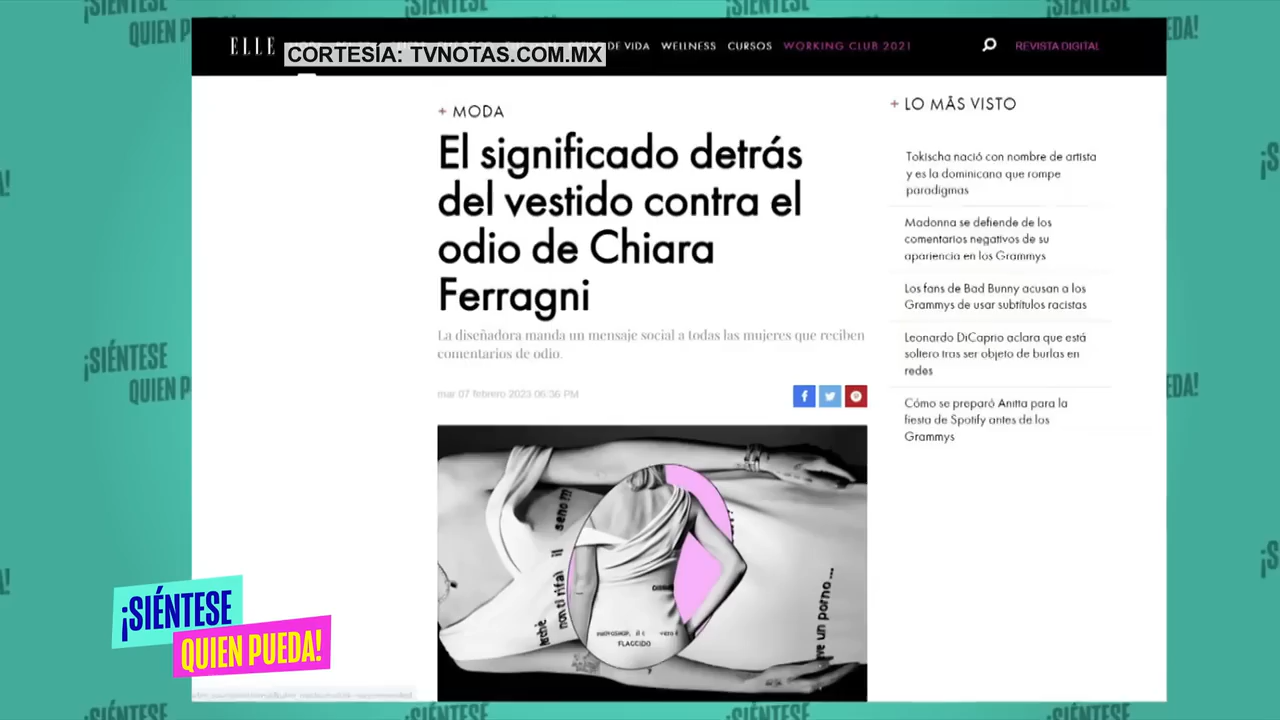 ¡SIÉNTESE
QUIEN PUEDA!
ELLE
CORTESÍA: TVNOTAS.COM.MX
DE VIDA
WELLNESS
CURSOS
WORKING CLUB 2021
REVISTA DIGITAL
+ MODA
El significado detrás
del vestido contra el
odio de Chiara
Ferragni
La diseñadora manda un mensaje social a todas las mujeres que reciben
comentarios de odio.
mar 07 febrero 2023 06:36 PM
+ LO MÁS VISTO
Tokischa nació con nombre de artista
y es la dominicana que rompe
paradigmas
Madonna se defiende de los
comentarios negativos de su
apariencia en los Grammys
Los fans de Bad Bunny acusan a los
Grammys de usar subtítulos racistas
Leonardo DiCaprio aclara que está
soltero tras ser objeto de burlas en
redes
Cómo se preparó Anitta para la
fiesta de Spotify antes de los
Grammys
non ti rifai il seno?!!
un porno ...
FLACCIDO
¡SIÉNTESE
QUIEN PUEDA!